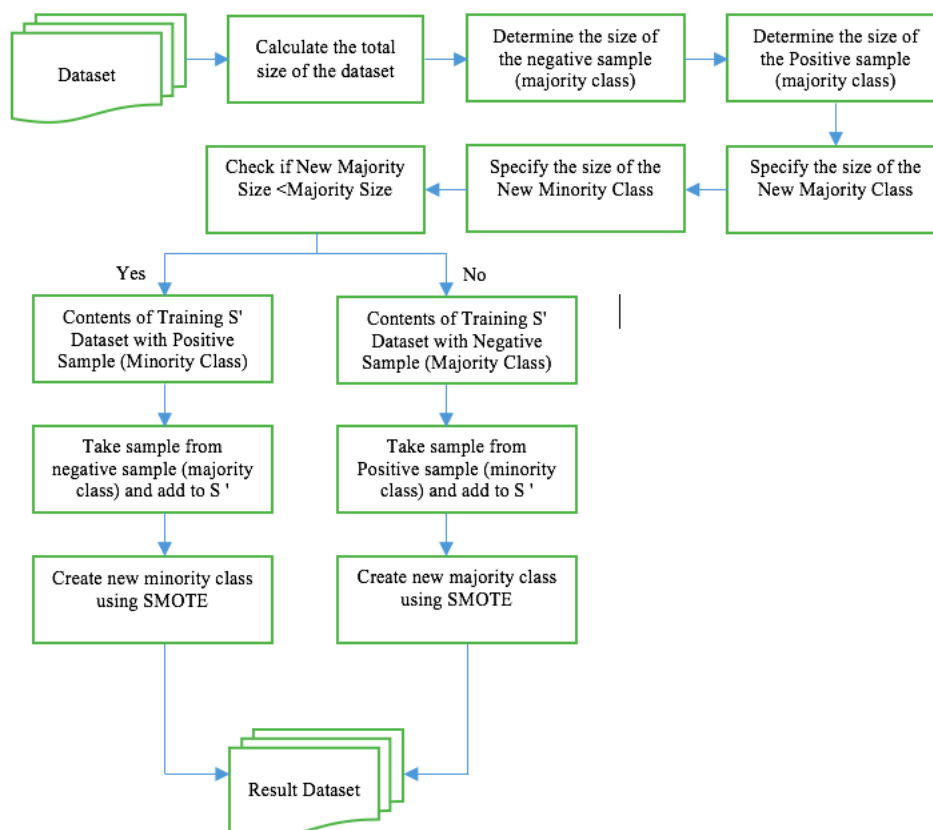 Dataset
Calculate the total
size of the dataset
Determine the size of
the negative sample
(majority class)
Determine the size of
the Positive sample
(majority class)
Specify the size of the
New Majority Class
Specify the size of the
New Minority Class
Check if New Majority
Size <Majority Size
Yes
No
Contents of Training S'
Dataset with Positive
Sample (Minority Class)
Contents of Training S'
Dataset with Negative
Sample (Majority Class)
Take sample from
negative sample (majority
class) and add to S '
Take sample from
Positive sample (minority
class) and add to S '
Create new minority class
using SMOTE
Create new majority class
using SMOTE
Result Dataset